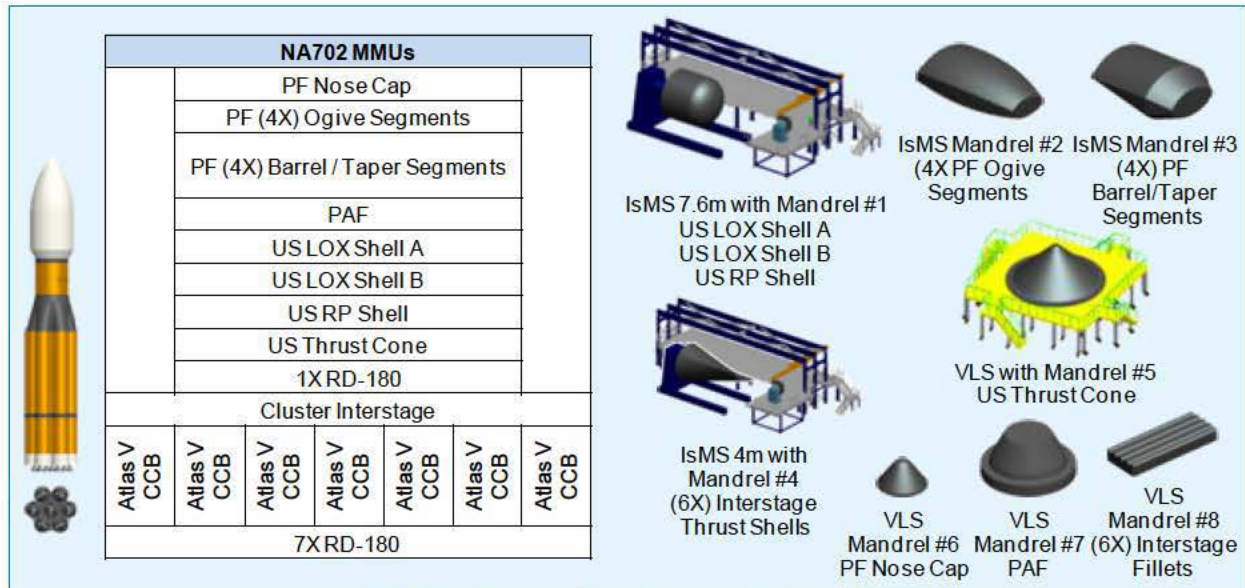 NA702 MMUs
PF Nose Cap
PF (4X) Ogive Segments
PF (4X) Barrel / Taper Segments
PAF
US LOX Shell A
US LOX Shell B
US RP Shell
US Thrust Cone
1X RD-180
Cluster Interstage
Atlas V
CCB
Atlas V
CCB
Atlas V
CCB
Atlas V
CCB
Atlas V
CCB
Atlas V
CCB
Atlas V
CCB
7X RD-180
IsMS 7.6m with Mandrel #1
US LOX Shell A
US LOX Shell B
US RP Shell
IsMS Mandrel #2
(4X PF Ogive
Segments
IsMS Mandrel #3
(4X) PF
Barrel/Taper
Segments
IsMS 4m with
Mandrel #4
(6X) Interstage
Thrust Shells
VLS with Mandrel #5
US Thrust Cone
VLS
Mandrel #6
PF Nose Cap
VLS
Mandrel #7
PAF
VLS
Mandrel #8
(6X) Interstage
Fillets